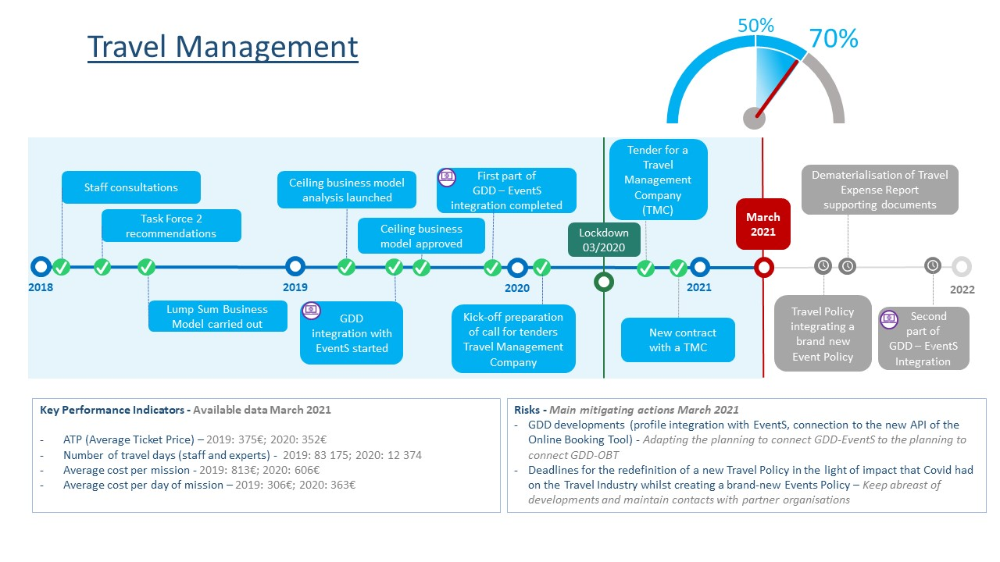 Travel Management
50%
70%
Staff consultations
Task Force 2
recommendations
Ceiling business model
analysis launched
Ceiling business
model approved
First part of
GDD – EventS
integration completed
Lockdown
03/2020
Tender for a
Travel
Management
Company
(TMC)
March
2021
Dematerialisation of Travel
Expense Report
supporting documents
2018
2019
2020
2021
2022
Lump Sum Business
Model carried out
GDD
integration with
EventS started
Kick-off preparation
of call for tenders
Travel Management
Company
New contract
with a TMC
Travel Policy
integrating a
brand new
Event Policy
Second
part of
GDD – EventS
Integration
Key Performance Indicators - Available data March 2021
- ATP (Average Ticket Price) – 2019: 375€; 2020: 352€
- Number of travel days (staff and experts) - 2019: 83 175; 2020: 12 374
- Average cost per mission - 2019: 813€; 2020: 606€
- Average cost per day of mission – 2019: 306€; 2020: 363€
Risks - Main mitigating actions March 2021
- GDD developments (profile integration with EventS, connection to the new API of the
Online Booking Tool) - Adapting the planning to connect GDD-EventS to the planning to
connect GDD-OBT
- Deadlines for the redefinition of a new Travel Policy in the light of impact that Covid had
on the Travel Industry whilst creating a brand-new Events Policy – Keep abreast of
developments and maintain contacts with partner organisations